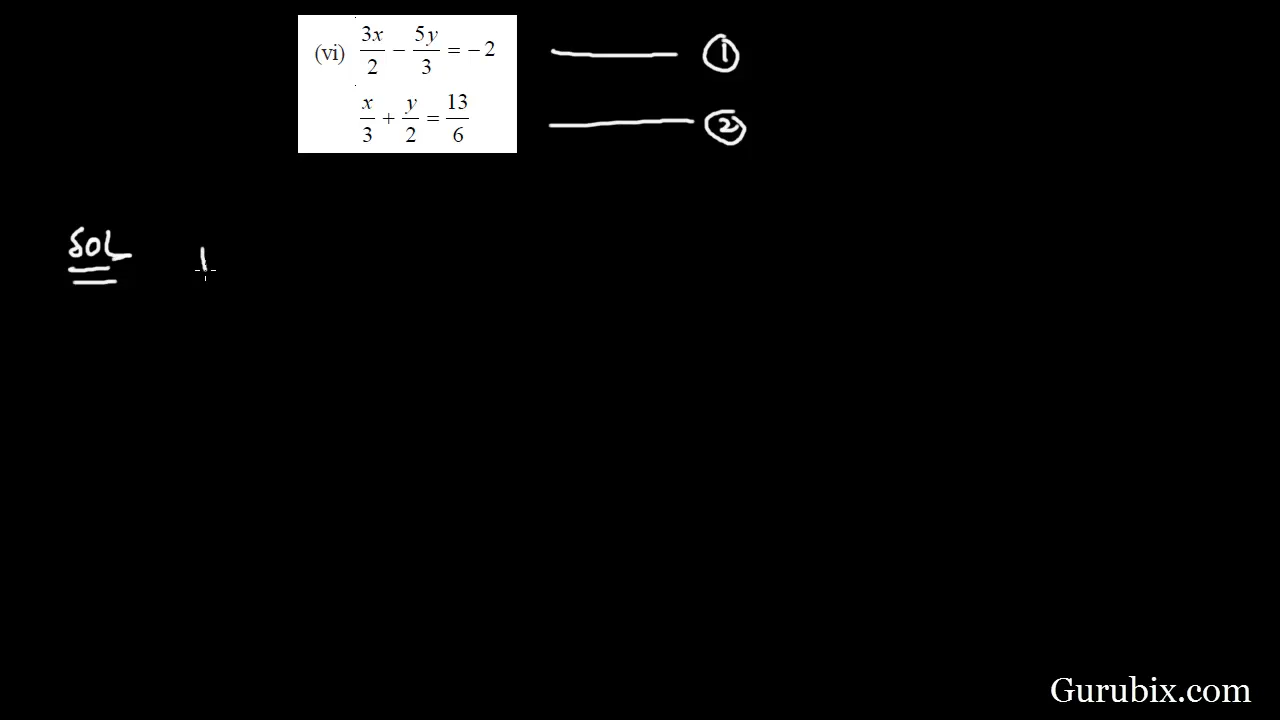 (vi) 3x/2 − 5y/3 = −2 ①
x/3 + y/2 = 13/6 ②
SOL
Gurubix.com